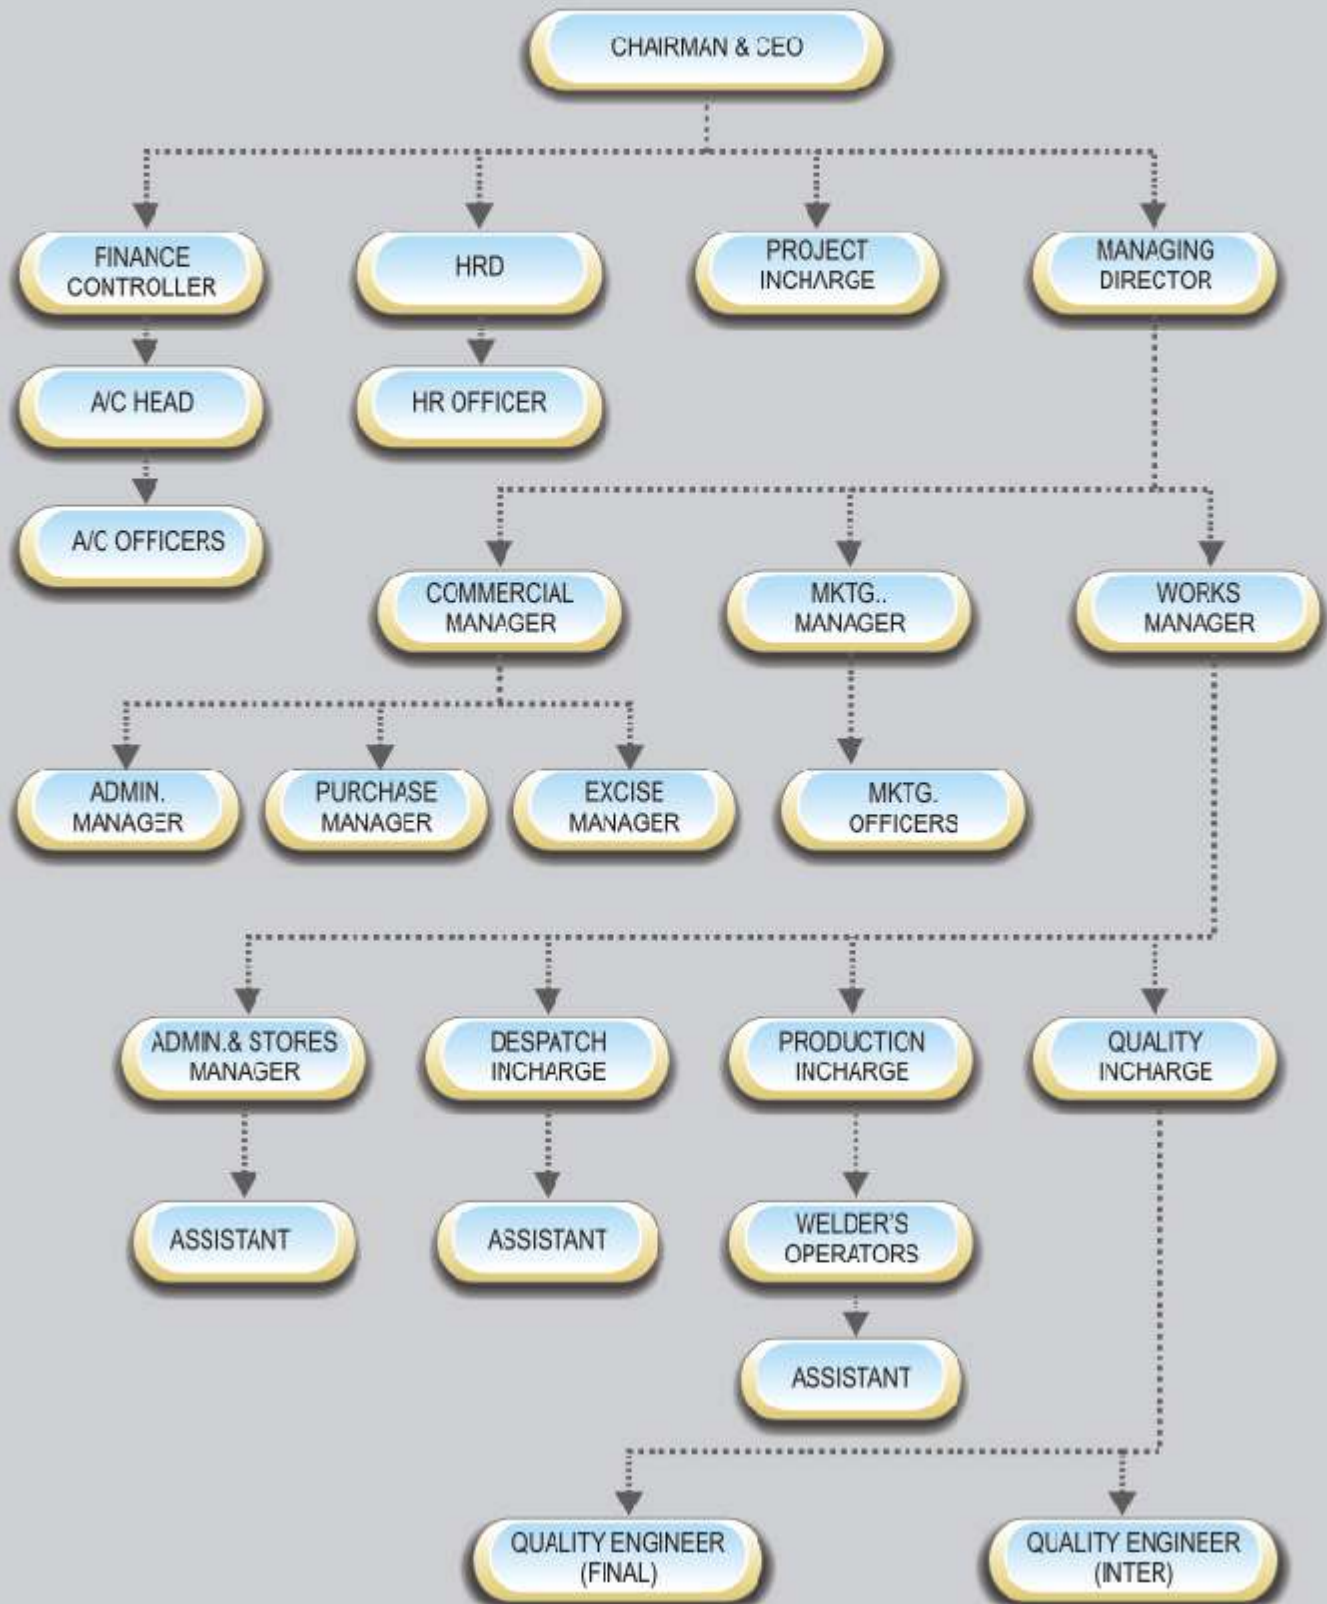 CHAIRMAN & CEO
FINANCE
CONTROLLER
HRD
PROJECT
INCHARGE
MANAGING
DIRECTOR
A/C HEAD
HR OFFICER
A/C OFFICERS
COMMERCIAL
MANAGER
MKTG..
MANAGER
WORKS
MANAGER
ADMIN.
MANAGER
PURCHASE
MANAGER
EXCISE
MANAGER
MKTG.
OFFICERS
ADMIN.& STORES
MANAGER
DESPATCH
INCHARGE
PRODUCTION
INCHARGE
QUALITY
INCHARGE
ASSISTANT
ASSISTANT
WELDER'S
OPERATORS
ASSISTANT
QUALITY ENGINEER
(FINAL)
QUALITY ENGINEER
(INTER)